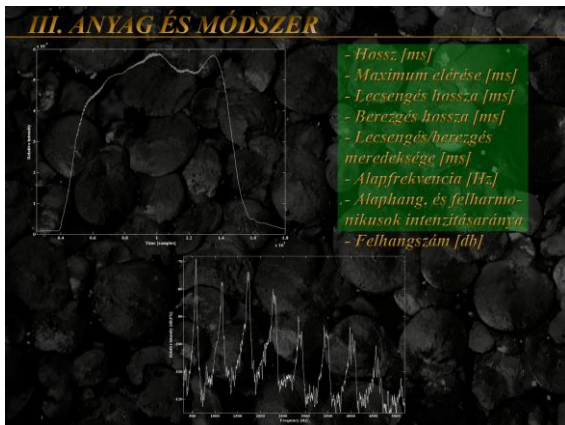 III. ANYAG ÉS MÓDSZER
- Hossz [ms]
- Maximum elérése [ms]
- Lecsengés hossza [ms]
- Berezgés hossza [ms]
- Lecsengés/berezgés
meredeksége [ms]
- Alapfrekvencia [Hz]
- Alaphang. és felharmo-
nikusok intenzitásaránya
- Felhangszám [db]
Time [samples]
Frequency [Hz]